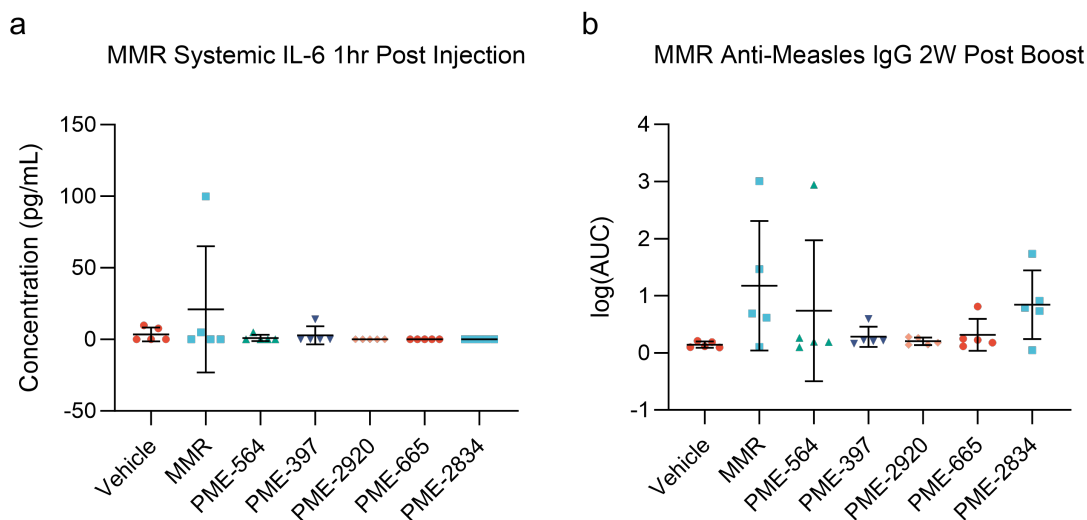 a
MMR Systemic IL-6 1hr Post Injection
Concentration (pg/mL)
150
100
50
0
-50
Vehicle
MMR
PME-564
PME-397
PME-2920
PME-665
PME-2834
b
MMR Anti-Measles IgG 2W Post Boost
log(AUC)
4
3
2
1
0
-1
Vehicle
MMR
PME-564
PME-397
PME-2920
PME-665
PME-2834